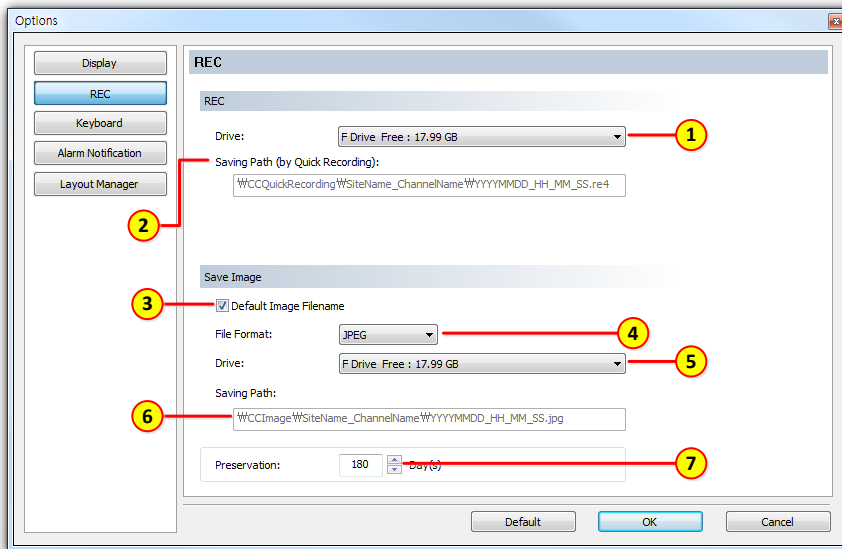 Options
Display
REC
Keyboard
Alarm Notification
Layout Manager
REC
REC
Drive: F Drive Free : 17.99 GB 1
Saving Path (by Quick Recording):
₩CCQuickRecording₩SiteName_ChannelName₩YYYYMMDD_HH_MM_SS.re4
2
Save Image
3 Default Image Filename
File Format: JPEG 4
Drive: F Drive Free : 17.99 GB 5
Saving Path:
6 ₩CCImage₩SiteName_ChannelName₩YYYYMMDD_HH_MM_SS.jpg
Preservation: 180 Day(s) 7
Default OK Cancel